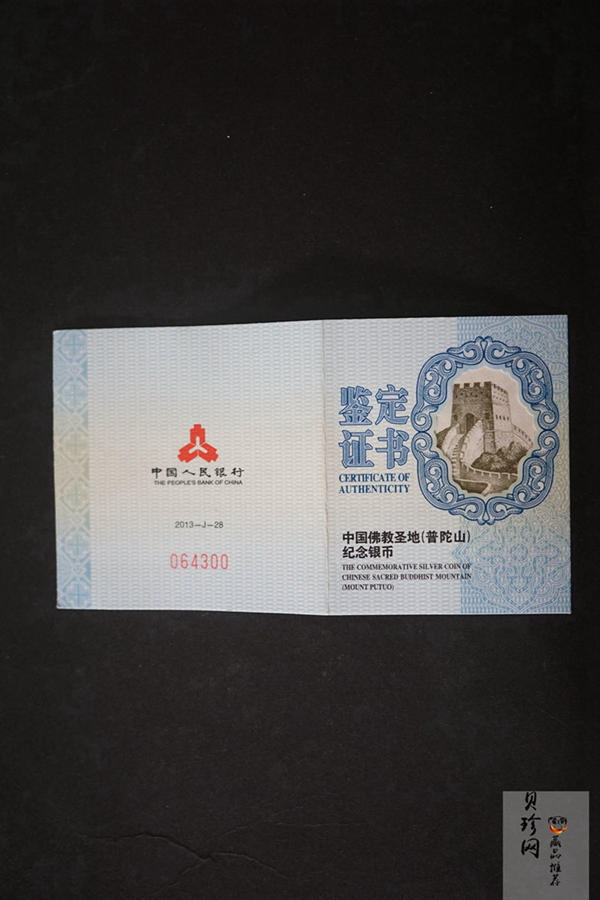 中国人民银行
THE PEOPLE'S BANK OF CHINA
2013-J-28
064300
鉴定
证书
CERTIFICATE OF
AUTHENTICITY
中国佛教圣地(普陀山)
纪念银币
THE COMMEMORATIVE SILVER COIN OF
CHINESE SACRED BUDDHIST MOUNTAIN
(MOUNT PUTUO)
贝珍网
藏品
推荐